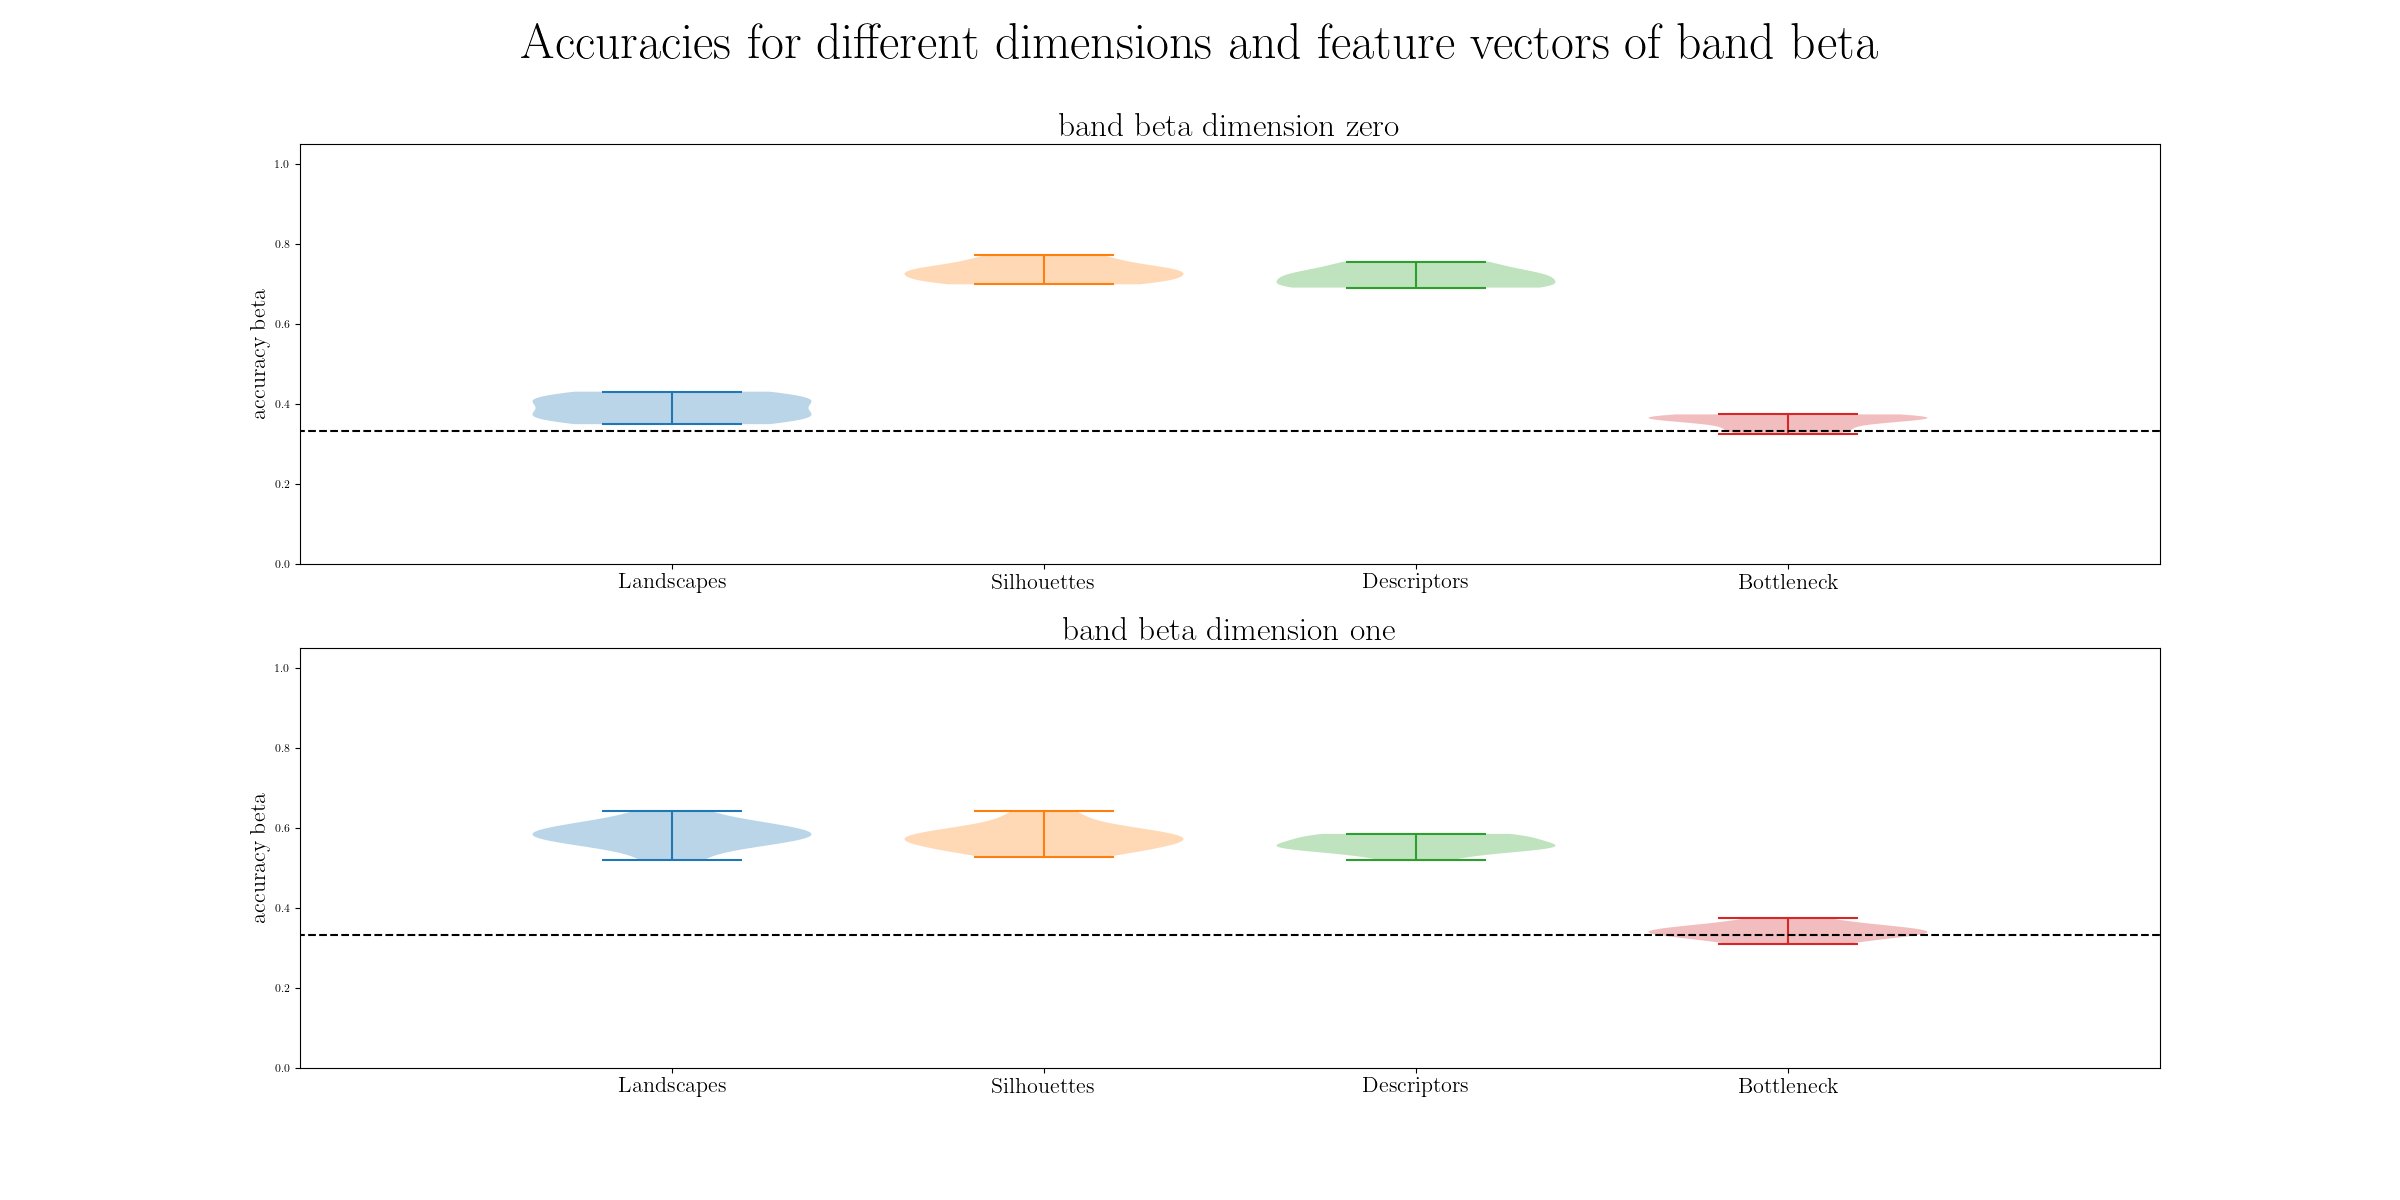 Accuracies for different dimensions and feature vectors of band beta
band beta dimension zero
accuracy beta
1.0
0.8
0.6
0.4
0.2
0.0
Landscapes Silhouettes Descriptors Bottleneck
band beta dimension one
accuracy beta
1.0
0.8
0.6
0.4
0.2
0.0
Landscapes Silhouettes Descriptors Bottleneck